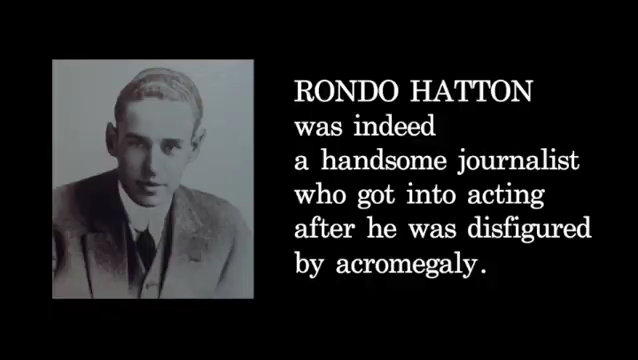 RONDO HATTON
was indeed
a handsome journalist
who got into acting
after he was disfigured
by acromegaly.